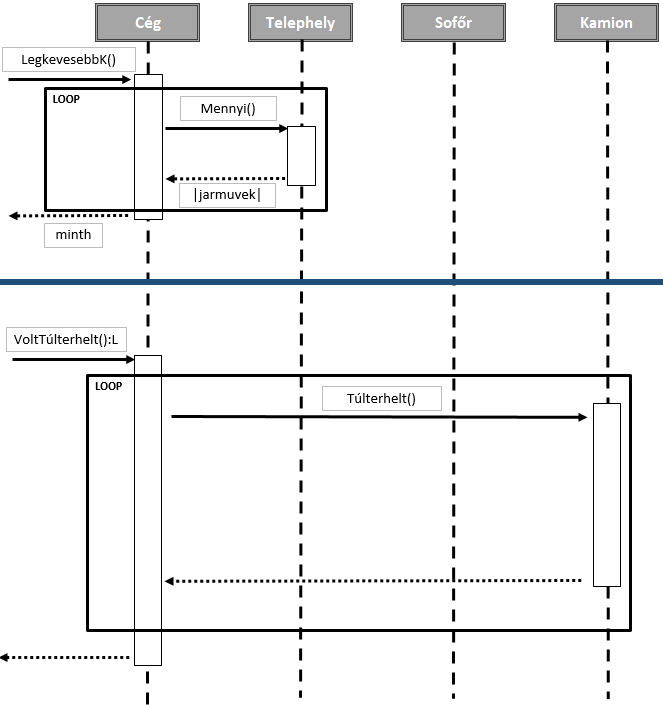 Cég
Telephely
Sofőr
Kamion
LegkevesebbK()
LOOP
Mennyi()
|jarmuvek|
minth
VoltTúlterhelt():L
LOOP
Túlterhelt()